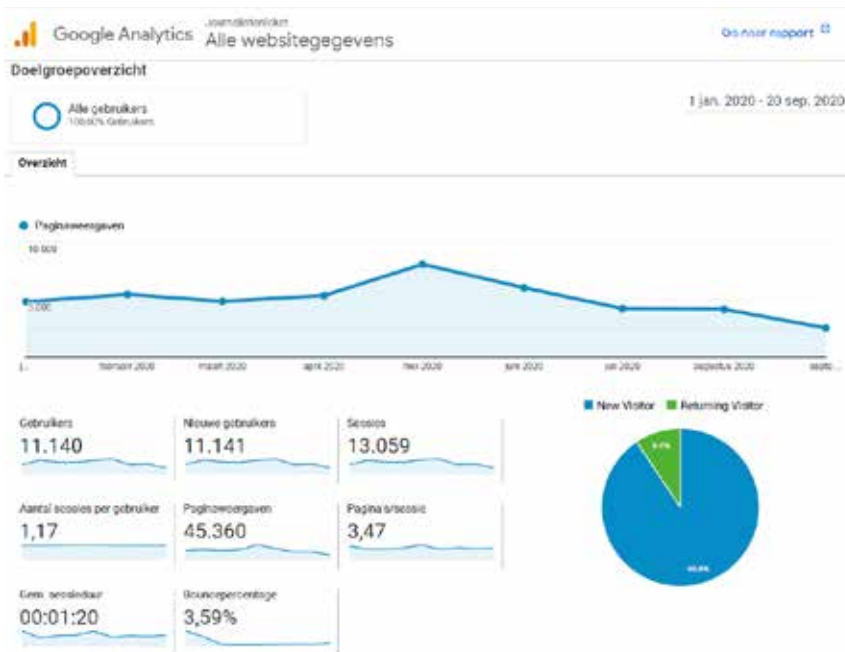 Google Analytics
Alle websitegegevens
Ga naar rapport
Doelgroepoverzicht
Alle gebruikers
100,00% Gebruikers
1 jan. 2020 - 20 sep. 2020
Overzicht
Paginaweergaven
10.000
5.000
februari 2020 maart 2020 april 2020 mei 2020 juni 2020 juli 2020 augustus 2020
New Visitor Returning Visitor
Gebruikers Nieuwe gebruikers Sessies
11.140 11.141 13.059
Aantal sessies per gebruiker Paginaweergaven Pagina's/sessie
1,17 45.360 3,47
Gem. sessieduur Bouncepercentage
00:01:20 3,59%